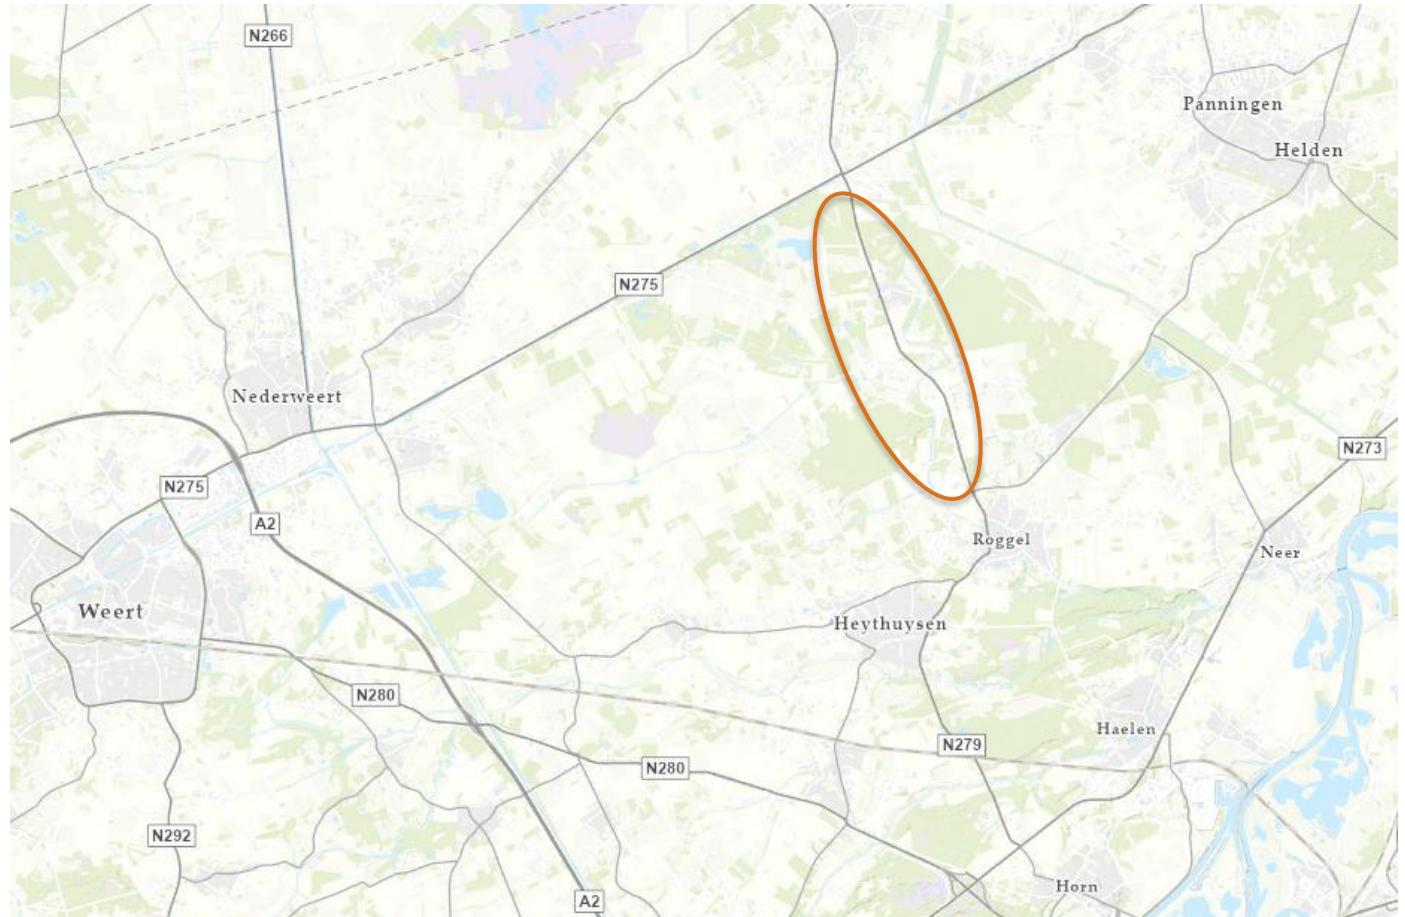 N266
Panningen
Helden
N275
Nederweert
N273
N275
A2
Roggel
Neer
Weert
Heythuysen
N280
Haelen
N279
N280
N292
Horn
A2